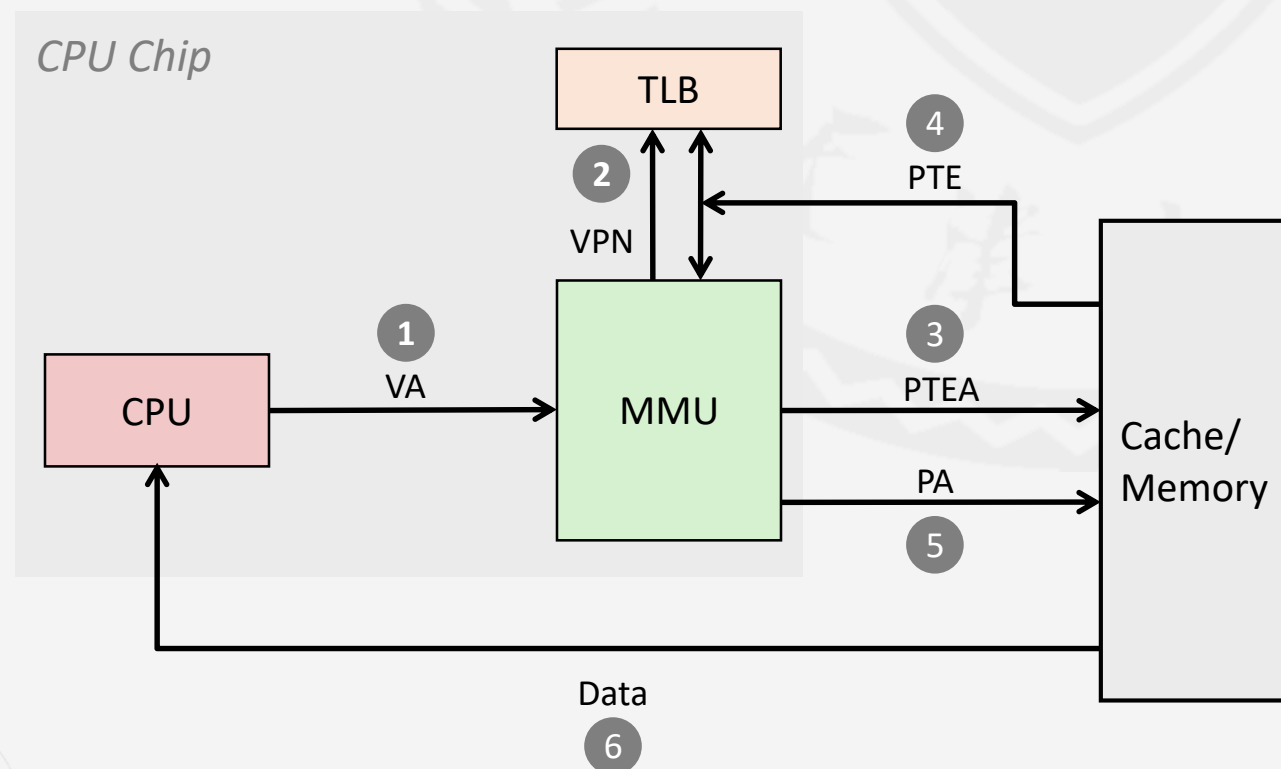 CPU Chip
TLB
4
PTE
2
VPN
1
VA
3
PTEA
CPU
MMU
Cache/
Memory
PA
5
Data
6